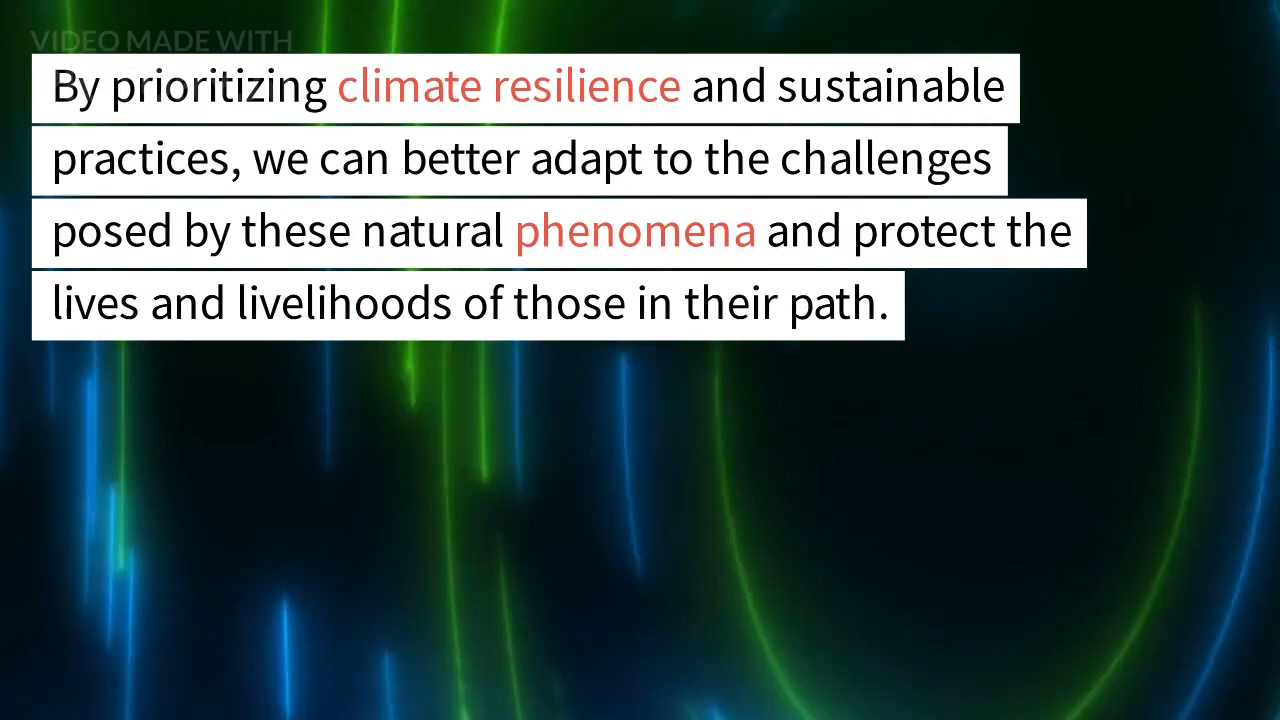 VIDEO MADE WITH
By prioritizing climate resilience and sustainable
practices, we can better adapt to the challenges
posed by these natural phenomena and protect the
lives and livelihoods of those in their path.